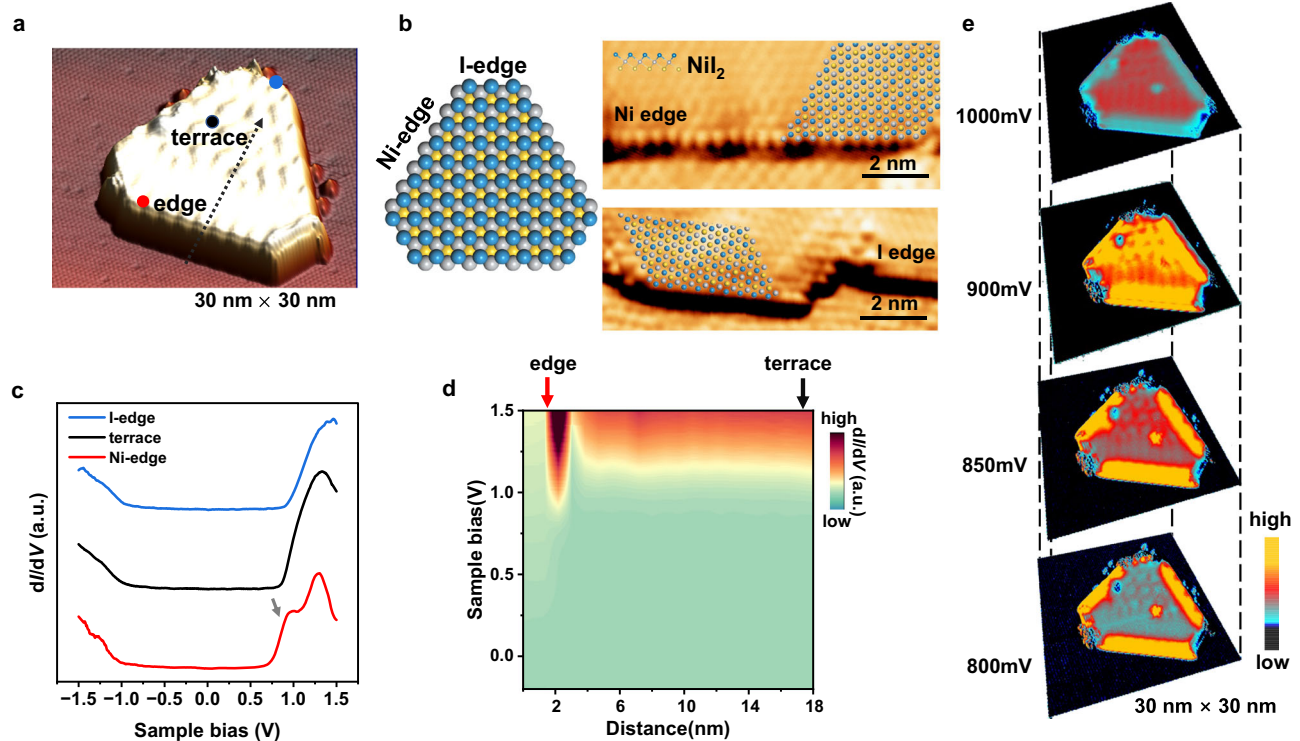 a
terrace
edge
30 nm × 30 nm
b
I-edge
Ni-edge
NiI₂
Ni edge
2 nm
I edge
2 nm
c
I-edge
terrace
Ni-edge
dI/dV (a.u.)
−1.5 −1.0 −0.5 0.0 0.5 1.0 1.5
Sample bias (V)
d
edge
terrace
Sample bias(V)
1.5
1.0
0.5
0.0
2 6 10 14 18
Distance(nm)
high
dI/dV (a.u.)
low
e
1000mV
900mV
850mV
800mV
high
low
30 nm × 30 nm